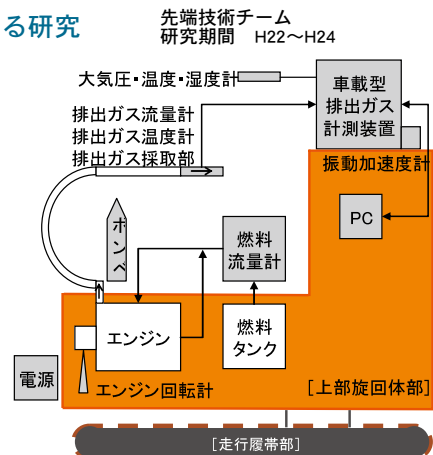 る研究
先端技術チーム
研究期間 H22～H24
大気圧・温度・湿度計
車載型
排出ガス
計測装置
排出ガス流量計
排出ガス温度計
排出ガス採取部
振動加速度計
PC
ボンベ
燃料
流量計
エンジン
燃料
タンク
電源
エンジン回転計
[上部旋回体部]
[走行履帯部]